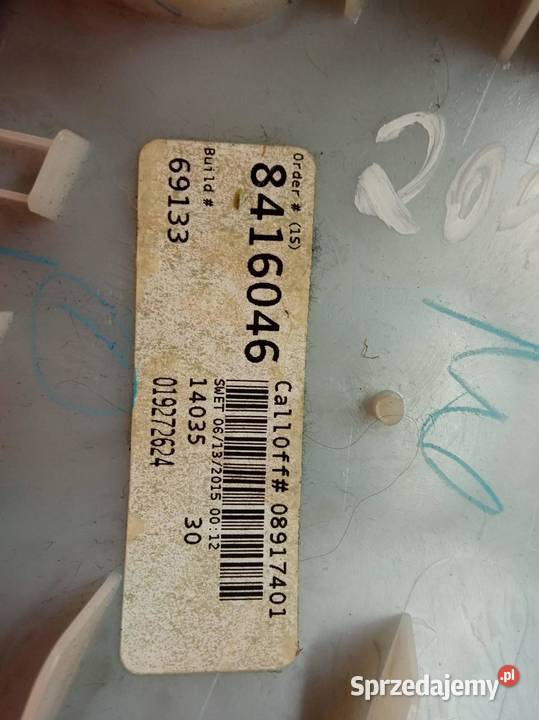 Order # (1S)
8416046
Build #
69133
CallOff# 08917401
SWET 06/13/2015 00:12
14035 30
019272624
Sprzedajemy.pl